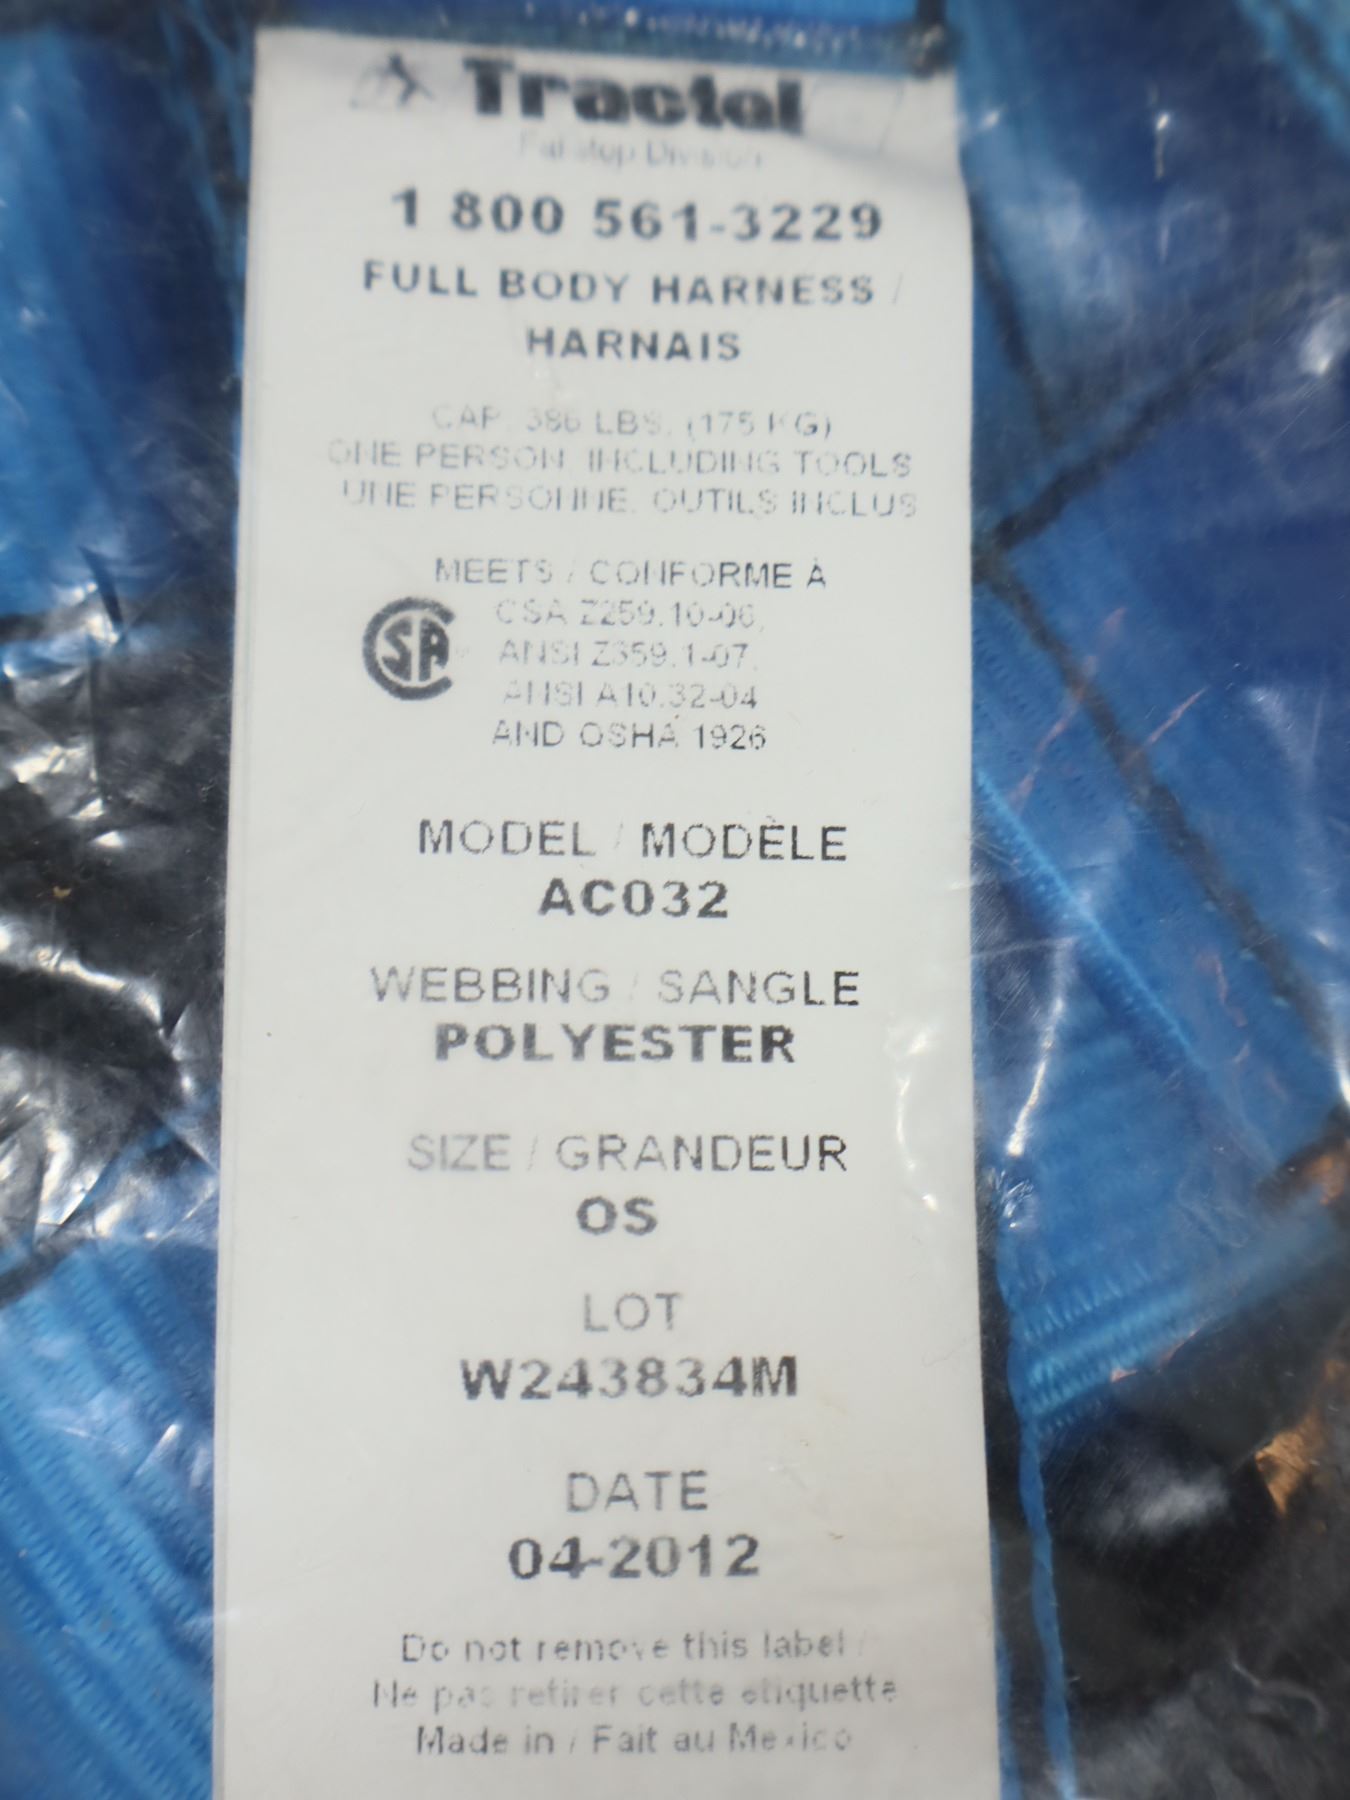 Tractel
Fallstop Division
1 800 561-3229
FULL BODY HARNESS /
HARNAIS
CAP. 386 LBS. (175 KG)
ONE PERSON, INCLUDING TOOLS
UNE PERSONNE, OUTILS INCLUS
MEETS / CONFORME À
CSA
CSA Z259.10-06,
ANSI Z359.1-07,
ANSI A10.32-04
AND OSHA 1926
MODEL / MODÈLE
AC032
WEBBING / SANGLE
POLYESTER
SIZE / GRANDEUR
OS
LOT
W243834M
DATE
04-2012
Do not remove this label /
Ne pas retirer cette etiquette
Made in / Fait au Mexico